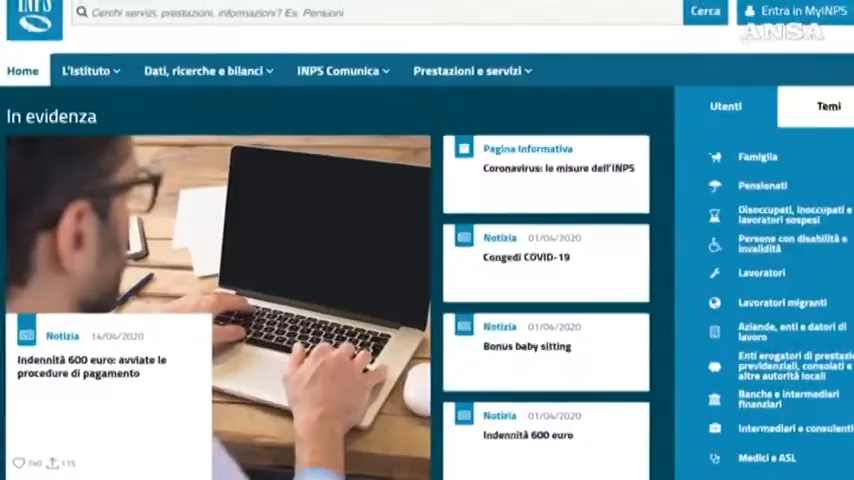 INPS
Cerchi servizi, prestazioni, informazioni? Es. Pensioni
Cerca
Entra in MyINPS
ANSA
Home
L'Istituto
Dati, ricerche e bilanci
INPS Comunica
Prestazioni e servizi
In evidenza
Notizia 14/04/2020
Indennità 600 euro: avviate le
procedure di pagamento
740 115
Pagina Informativa
Coronavirus: le misure dell'INPS
Notizia 01/04/2020
Congedi COVID-19
Notizia 01/04/2020
Bonus baby sitting
Notizia 01/04/2020
Indennità 600 euro
Utenti
Temi
Famiglia
Pensionati
Disoccupati, inoccupati e
lavoratori sospesi
Persone con disabilità e
invalidità
Lavoratori
Lavoratori migranti
Aziende, enti e datori di
lavoro
Enti erogatori di prestazio
previdenziali, consolati e
altre autorità locali
Banche e intermediari
finanziari
Intermediari e consulenti
Medici e ASL